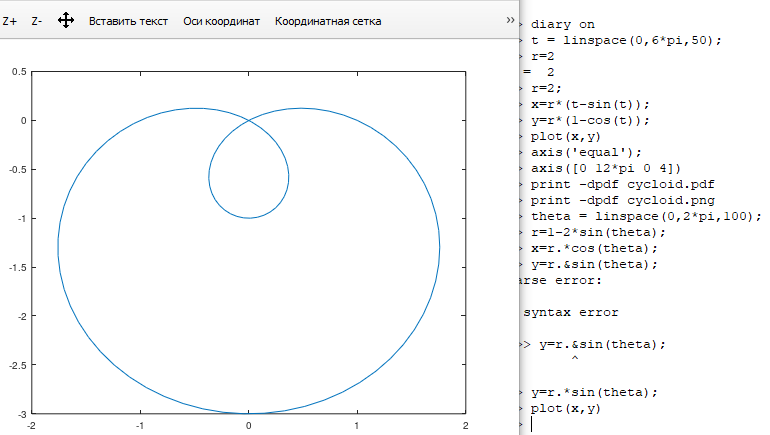 Z+ Z- Вставить текст Оси координат Координатная сетка »
0.5
0
-0.5
-1
-1.5
-2
-2.5
-3
-2 -1 0 1 2
> diary on
> t = linspace(0,6*pi,50);
> r=2
=  2
> r=2;
> x=r*(t-sin(t));
> y=r*(1-cos(t));
> plot(x,y)
> axis('equal');
> axis([0 12*pi 0 4])
> print -dpdf cycloid.pdf
> print -dpdf cycloid.png
> theta = linspace(0,2*pi,100);
> r=1-2*sin(theta);
> x=r.*cos(theta);
> y=r.&sin(theta);
arse error:
syntax error
>> y=r.&sin(theta);
^
> y=r.*sin(theta);
> plot(x,y)
>